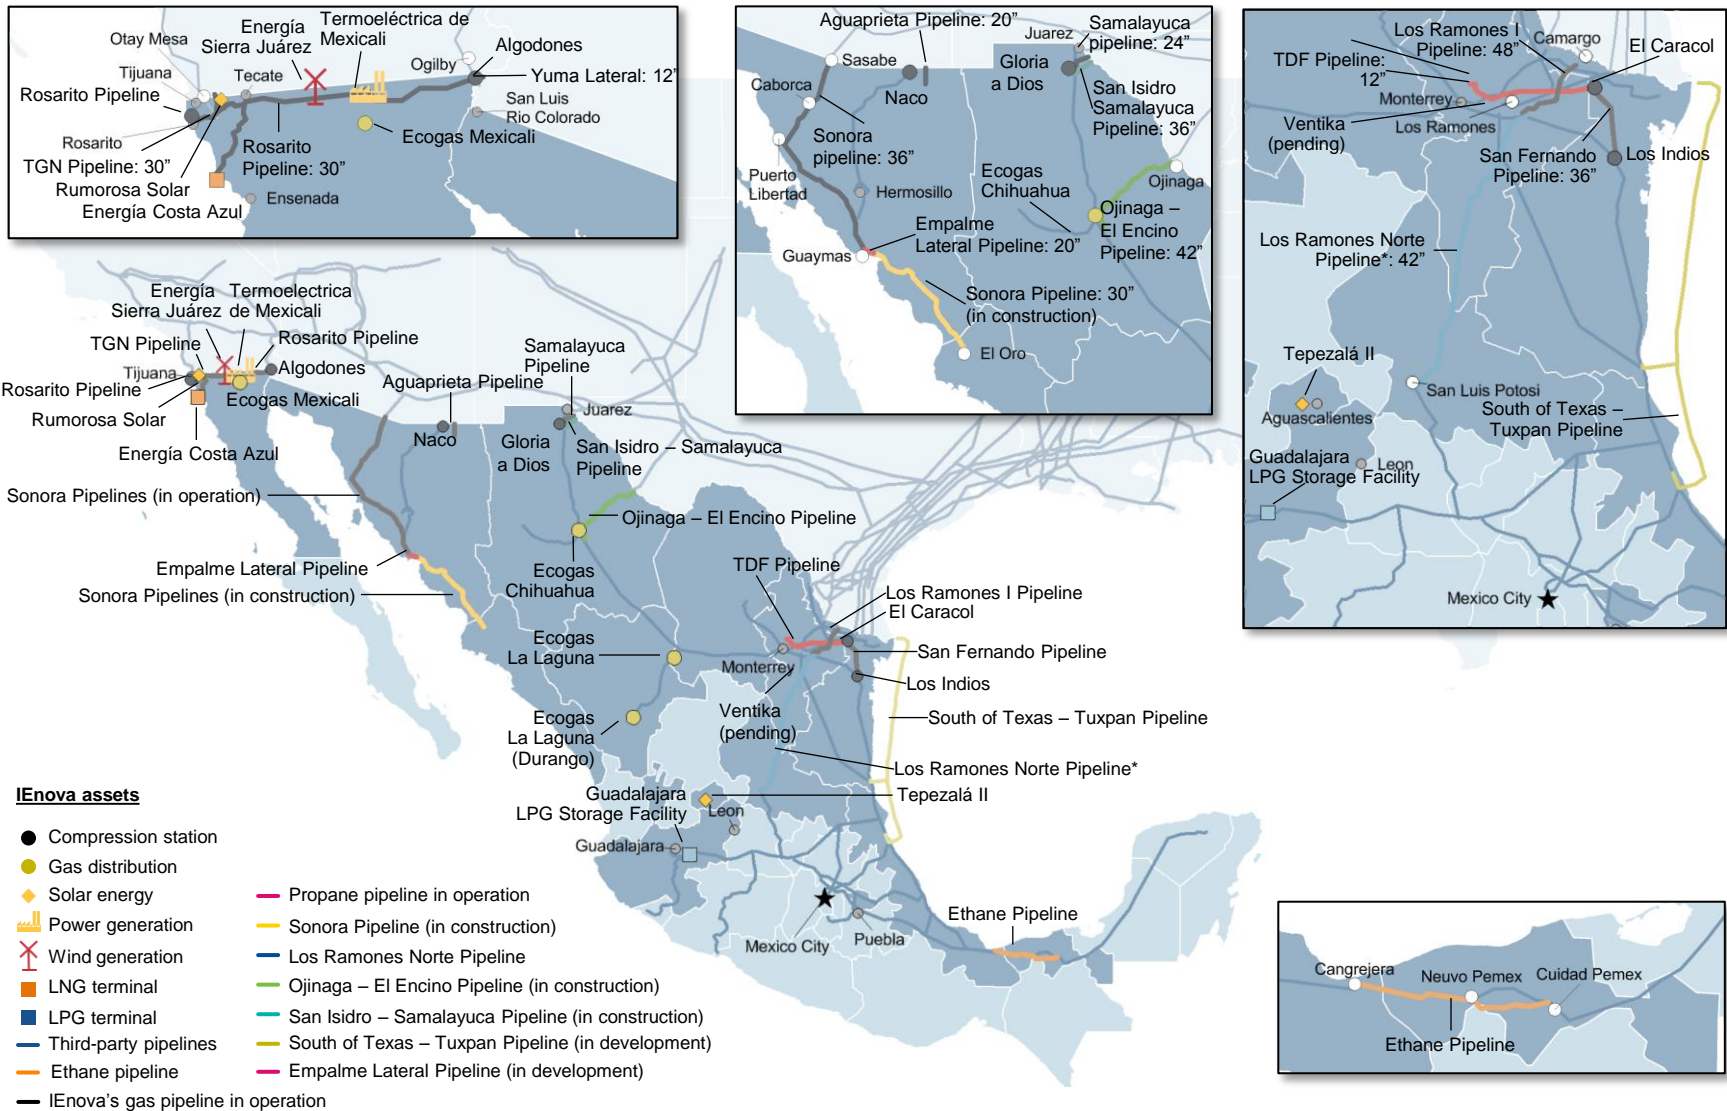 Otay Mesa
Energía
Sierra Juárez
Termoeléctrica de
Mexicali
Ogilby
Algodones
Tijuana
Tecate
Yuma Lateral: 12”
Rosarito Pipeline
San Luis
Rio Colorado
Rosarito
TGN Pipeline: 30”
Rosarito
Pipeline: 30”
Ecogas Mexicali
Rumorosa Solar
Energía Costa Azul
Ensenada
Aguaprieta Pipeline: 20”
Juarez
Samalayuca
pipeline: 24”
Sasabe
Gloria
a Dios
Caborca
Naco
San Isidro
Samalayuca
Pipeline: 36”
Sonora
pipeline: 36”
Puerto
Libertad
Hermosillo
Ecogas
Chihuahua
Ojinaga
Ojinaga –
El Encino
Pipeline: 42”
Empalme
Lateral Pipeline: 20”
Guaymas
Sonora Pipeline: 30”
(in construction)
El Oro
Los Ramones I
Pipeline: 48”
Camargo
El Caracol
TDF Pipeline:
12”
Monterrey
Ventika
(pending)
Los Ramones
San Fernando
Pipeline: 36”
Los Indios
Los Ramones Norte
Pipeline*: 42”
Tepezalá II
San Luis Potosi
Aguascalientes
South of Texas –
Tuxpan Pipeline
Guadalajara
LPG Storage Facility
Leon
Mexico City
Energía
Sierra Juárez
Termoelectrica
de Mexicali
TGN Pipeline
Rosarito Pipeline
Tijuana
Algodones
Rosarito Pipeline
Rumorosa Solar
Ecogas Mexicali
Energía Costa Azul
Aguaprieta Pipeline
Samalayuca
Pipeline
Juarez
Naco
Gloria
a Dios
San Isidro – Samalayuca
Pipeline
Sonora Pipelines (in operation)
Ojinaga – El Encino Pipeline
Empalme Lateral Pipeline
Sonora Pipelines (in construction)
Ecogas
Chihuahua
TDF Pipeline
Los Ramones I Pipeline
El Caracol
Ecogas
La Laguna
Monterrey
San Fernando Pipeline
Los Indios
Ecogas
La Laguna
(Durango)
Ventika
(pending)
South of Texas – Tuxpan Pipeline
Los Ramones Norte Pipeline*
Tepezalá II
Guadalajara
LPG Storage Facility
Leon
Guadalajara
Mexico City
Puebla
Ethane Pipeline
Cangrejera
Neuvo Pemex
Cuidad Pemex
Ethane Pipeline
IEnova assets
Compression station
Gas distribution
Solar energy
Power generation
Wind generation
LNG terminal
LPG terminal
Third-party pipelines
Ethane pipeline
IEnova’s gas pipeline in operation
Propane pipeline in operation
Sonora Pipeline (in construction)
Los Ramones Norte Pipeline
Ojinaga – El Encino Pipeline (in construction)
San Isidro – Samalayuca Pipeline (in construction)
South of Texas – Tuxpan Pipeline (in development)
Empalme Lateral Pipeline (in development)